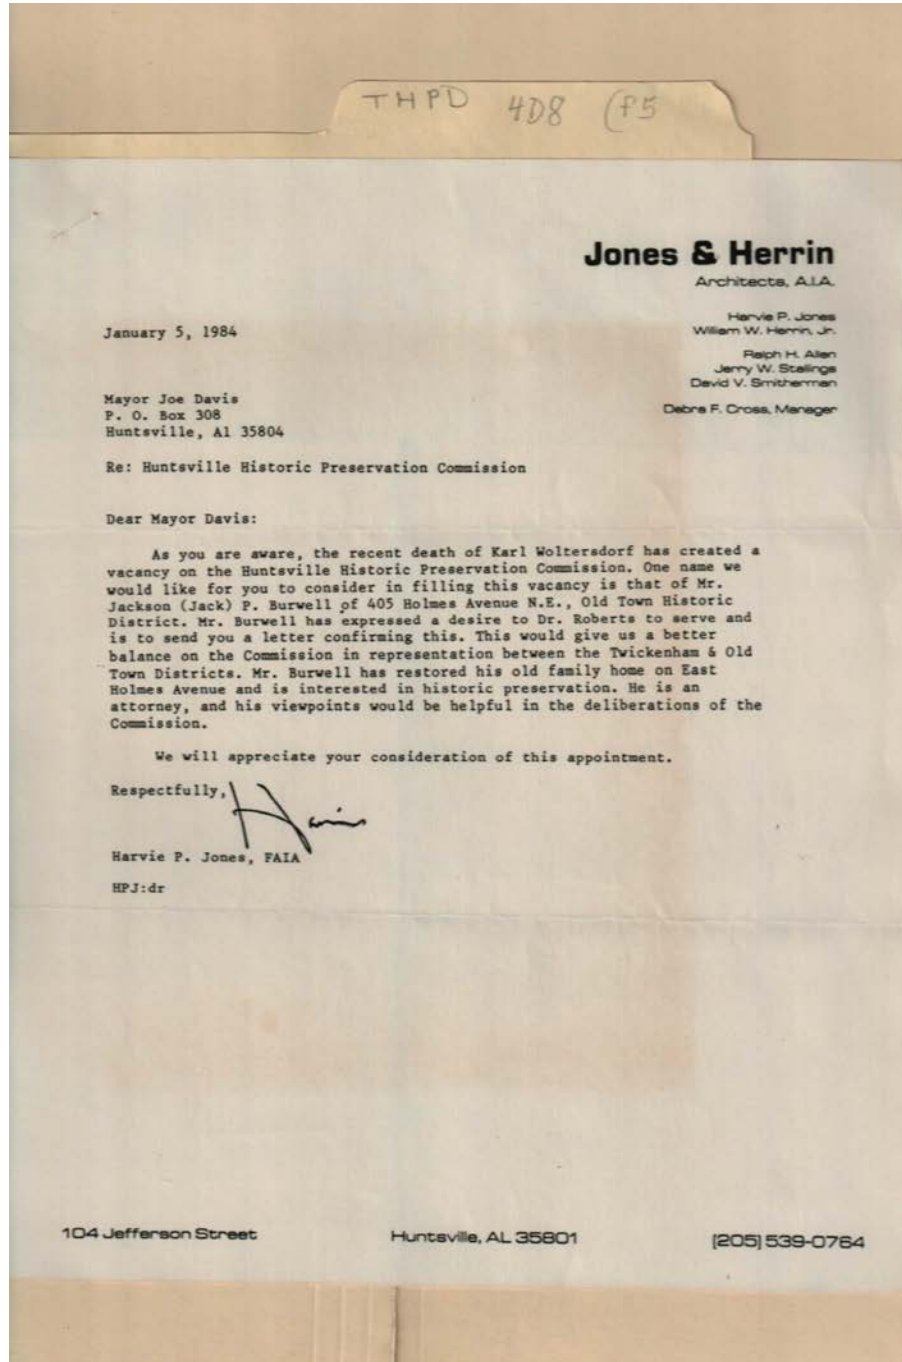 THPD 4D8 (f5
Jones & Herrin
Architects, A.I.A.
Harvie P. Jones
William W. Herrin, Jr.
Ralph H. Allen
Jerry W. Stallings
David V. Smitherman
Debra F. Cross, Manager
January 5, 1984
Mayor Joe Davis
P. O. Box 308
Huntsville, Al 35804
Re: Huntsville Historic Preservation Commission
Dear Mayor Davis:
As you are aware, the recent death of Karl Woltersdorf has created a
vacancy on the Huntsville Historic Preservation Commission. One name we
would like for you to consider in filling this vacancy is that of Mr.
Jackson (Jack) P. Burwell of 405 Holmes Avenue N.E., Old Town Historic
District. Mr. Burwell has expressed a desire to Dr. Roberts to serve and
is to send you a letter confirming this. This would give us a better
balance on the Commission in representation between the Twickenham & Old
Town Districts. Mr. Burwell has restored his old family home on East
Holmes Avenue and is interested in historic preservation. He is an
attorney, and his viewpoints would be helpful in the deliberations of the
Commission.
We will appreciate your consideration of this appointment.
Respectfully,
Harvie
Harvie P. Jones, FAIA
HPJ:dr
104 Jefferson Street Huntsville, AL 35801 (205) 539-0764